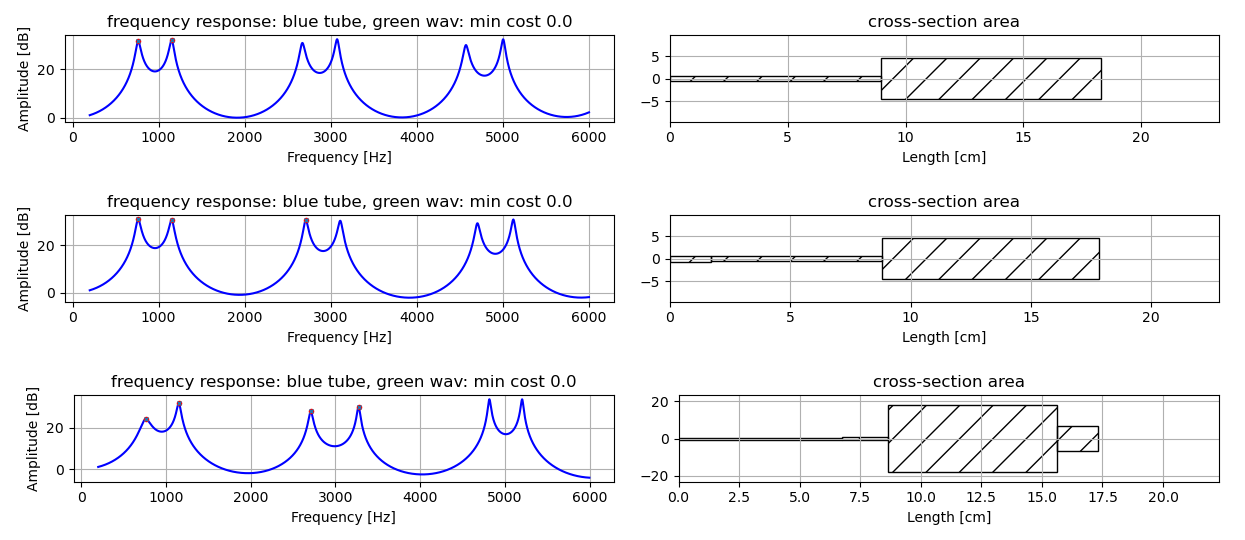 frequency response: blue tube, green wav: min cost 0.0
Amplitude [dB]
20
0
0 1000 2000 3000 4000 5000 6000
Frequency [Hz]
cross-section area
5
0
−5
0 5 10 15 20
Length [cm]
frequency response: blue tube, green wav: min cost 0.0
Amplitude [dB]
20
0
0 1000 2000 3000 4000 5000 6000
Frequency [Hz]
cross-section area
5
0
−5
0 5 10 15 20
Length [cm]
frequency response: blue tube, green wav: min cost 0.0
Amplitude [dB]
20
0
0 1000 2000 3000 4000 5000 6000
Frequency [Hz]
cross-section area
20
0
−20
0.0 2.5 5.0 7.5 10.0 12.5 15.0 17.5 20.0
Length [cm]